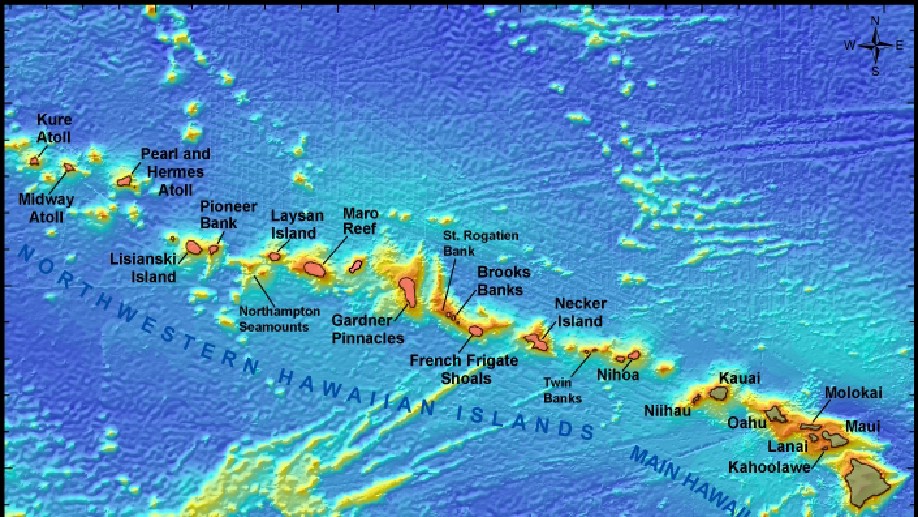 N
W E
S
Kure
Atoll
Pearl and
Hermes
Atoll
Midway
Atoll
Pioneer
Bank
Laysan
Island
Maro
Reef
St. Rogatien
Bank
Brooks
Banks
Lisianski
Island
Northampton
Seamounts
Gardner
Pinnacles
Necker
Island
French Frigate
Shoals
Twin
Banks
Nihoa
Kauai
Niihau
Molokai
Oahu
Maui
Lanai
Kahoolawe
NORTHWESTERN HAWAIIAN ISLANDS
MAIN HAWAII